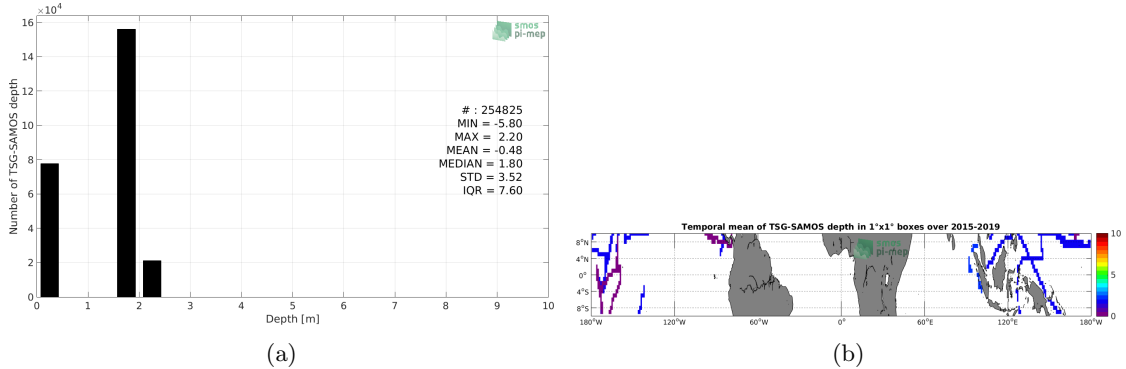 ×10⁴
16
14
12
10
8
6
4
2
0
Number of TSG-SAMOS depth
smos
pi-mep
# : 254825
MIN = -5.80
MAX = 2.20
MEAN = -0.48
MEDIAN = 1.80
STD = 3.52
IQR = 7.60
0 1 2 3 4 5 6 7 8 9 10
Depth [m]
(a)
Temporal mean of TSG-SAMOS depth in 1°x1° boxes over 2015-2019
smos
pi-mep
8°N
4°N
0°
4°S
8°S
180°W 120°W 60°W 0° 60°E 120°E 180°W
10
5
0
(b)